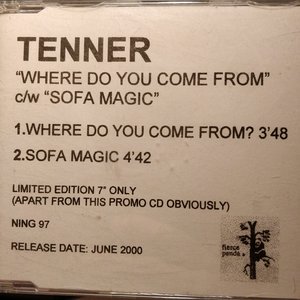 TENNER
“WHERE DO YOU COME FROM”
c/w “SOFA MAGIC”
1.WHERE DO YOU COME FROM? 3'48
2.SOFA MAGIC 4'42
LIMITED EDITION 7" ONLY
(APART FROM THIS PROMO CD OBVIOUSLY)
NING 97
RELEASE DATE: JUNE 2000
fierce
panda